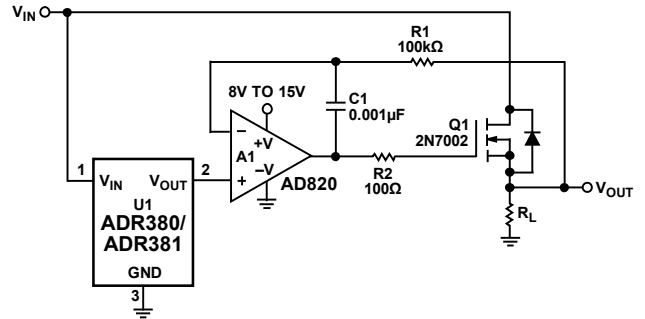 VIN
R1
100kΩ
8V TO 15V
C1
0.001µF
Q1
2N7002
−
+V
A1
−V
+
AD820
R2
100Ω
1
2
VIN
VOUT
U1
ADR380/
ADR381
GND
3
VOUT
RL